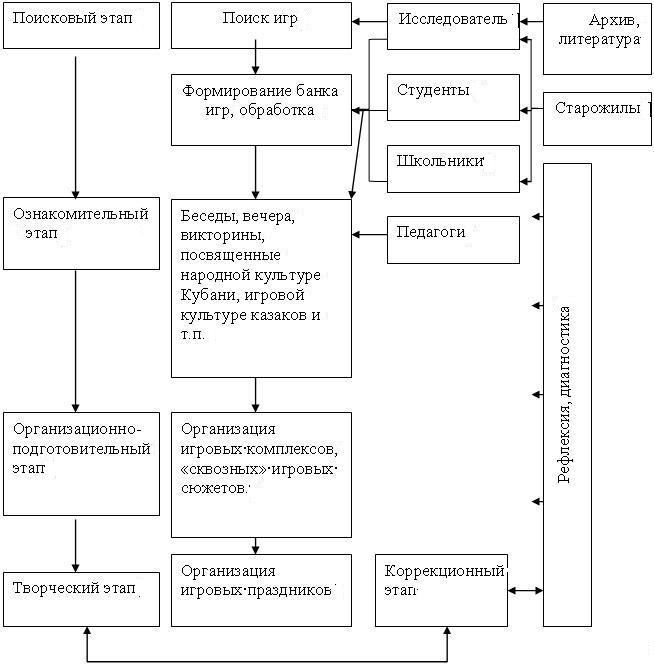 Поисковый этап
Поиск игр
Исследователь
Архив,
литература
Формирование банка
игр, обработка
Студенты
Старожилы
Школьники
Ознакомительный
этап
Беседы, вечера,
викторины,
посвященные
народной культуре
Кубани, игровой
культуре казаков и
т.п.
Педагоги
Рефлексия, диагностика
Организационно-
подготовительный
этап
Организация
игровых комплексов,
«сквозных» игровых
сюжетов.
Творческий этап
Организация
игровых праздников
Коррекционный
этап